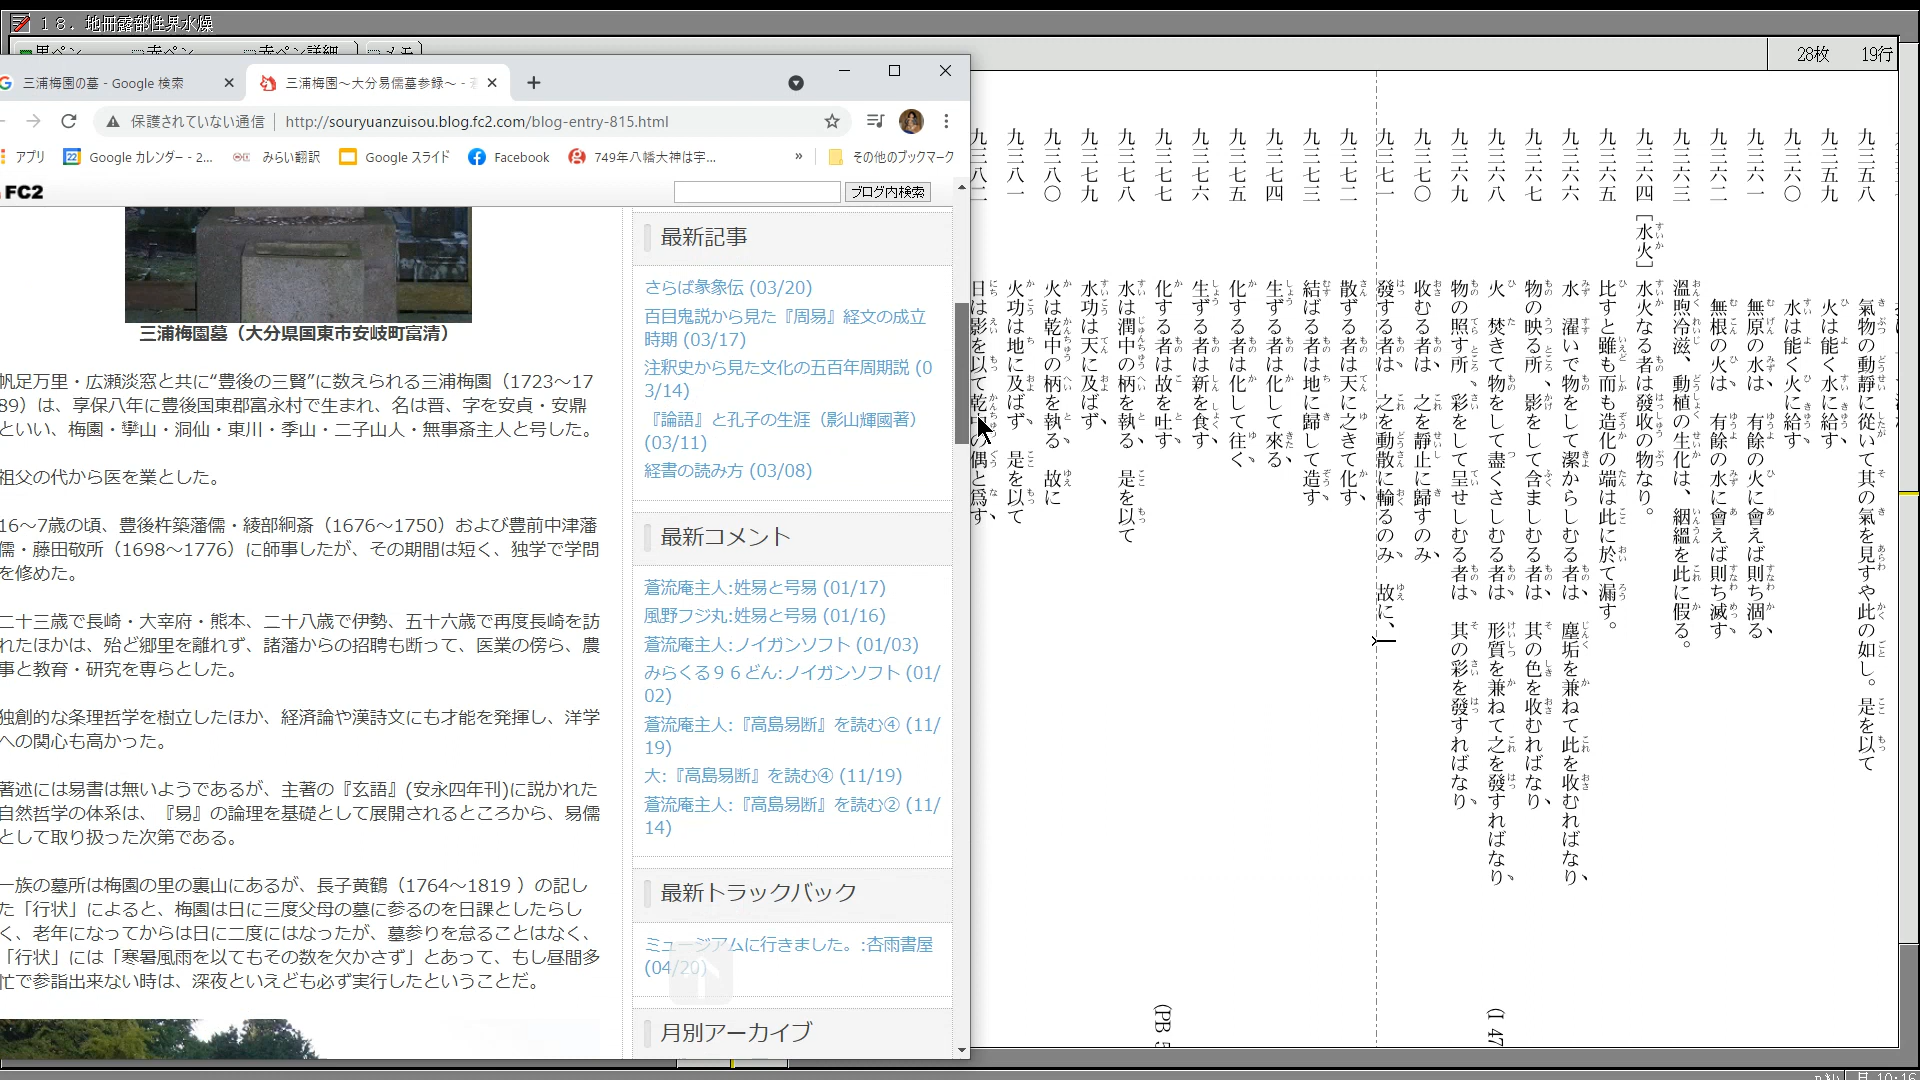 18. 地冊露部性界水燥
黒ペン 赤ペン 赤ペン詳細 メモ
28枚 19行
三浦梅園の墓 - Google 検索
三浦梅園～大分易儒墓参録～ -
保護されていない通信 http://souryuanzuisou.blog.fc2.com/blog-entry-815.html
アプリ Google カレンダー - 2... みらい翻訳 Google スライド Facebook 749年八幡大神は宇... » その他のブックマーク
FC2
ブログ内検索
三浦梅園墓（大分県国東市安岐町富清）
帆足万里・広瀬淡窓と共に“豊後の三賢”に数えられる三浦梅園（1723～17
89）は、享保八年に豊後国東郡富永村で生まれ、名は晋、字を安貞・安鼎
といい、梅園・孿山・洞仙・東川・季山・二子山人・無事斎主人と号した。
祖父の代から医を業とした。
16～7歳の頃、豊後杵築藩儒・綾部絅斎（1676～1750）および豊前中津藩
儒・藤田敬所（1698～1776）に師事したが、その期間は短く、独学で学問
を修めた。
二十三歳で長崎・大宰府・熊本、二十八歳で伊勢、五十六歳で再度長崎を訪
れたほかは、殆ど郷里を離れず、諸藩からの招聘も断って、医業の傍ら、農
事と教育・研究を専らとした。
独創的な条理哲学を樹立したほか、経済論や漢詩文にも才能を発揮し、洋学
への関心も高かった。
著述には易書は無いようであるが、主著の『玄語』(安永四年刊)に説かれた
自然哲学の体系は、『易』の論理を基礎として展開されるところから、易儒
として取り扱った次第である。
一族の墓所は梅園の里の裏山にあるが、長子黄鶴（1764～1819 ）の記し
た「行状」によると、梅園は日に三度父母の墓に参るのを日課としたらし
く、老年になってからは日に二度にはなったが、墓参りを怠ることはなく、
「行状」には「寒暑風雨を以てもその数を欠かさず」とあって、もし昼間多
忙で参詣出来ない時は、深夜といえども必ず実行したということだ。
最新記事
さらば彖象伝 (03/20)
百目鬼説から見た『周易』経文の成立
時期 (03/17)
注釈史から見た文化の五百年周期説 (0
3/14)
『論語』と孔子の生涯（影山輝國著）
(03/11)
経書の読み方 (03/08)
最新コメント
蒼流庵主人:姓易と号易 (01/17)
風野フジ丸:姓易と号易 (01/16)
蒼流庵主人:ノイガンソフト (01/03)
みらくる９６どん:ノイガンソフト (01/
02)
蒼流庵主人:『高島易断』を読む④ (11/
19)
大:『高島易断』を読む④ (11/19)
蒼流庵主人:『高島易断』を読む② (11/
14)
最新トラックバック
ミュージアムに行きました。:杏雨書屋
(04/20)
月別アーカイブ
九三五八 氣物の動靜に從いて其の氣を見すや此の如し。是を以て
九三五九 火は能く水に給す、
九三六〇 水は能く火に給す
九三六一 無原の水は、有餘の火に會えば則ち涸る、
九三六二 無根の火は、有餘の水に會えば則ち滅す
九三六三 溫煦冷滋、動植の生化は、絪縕を此に假る。
九三六四 [水火] 水火なる者は發收の物なり。
九三六五 比すと雖も而も造化の端は此に於て漏す。
九三六六 水 濯いで物をして潔からしむる者は、塵垢を兼ねて此を收むればなり、
九三六七 物の映る所、影をして含ましむる者は、其の色を收むればなり、
九三六八 火 焚きて物をして盡くさしむる者は、形質を兼ねて之を發すればなり、
九三六九 物の照す所、彩をして呈せしむる者は、其の彩を發すればなり、
九三七〇 收むる者は、之を靜止に歸すのみ、
九三七一 發する者は、之を動散に輸るのみ、故に、
九三七二 散ずる者は天に之きて化す、
九三七三 結ばる者は地に歸して造す、
九三七四 生ずる者は化して來る、
九三七五 化する者は化して往く、
九三七六 生ずる者は新を食す
九三七七 化する者は故を吐す
九三七八 水は潤中の柄を執る、是を以て
九三七九 水功は天に及ばず、
九三八〇 火は乾中の柄を執る、故に
九三八一 火功は地に及ばず、是を以て
九三八二 日は影を以て乾中の偶と爲す、
(I 47
(PB 5